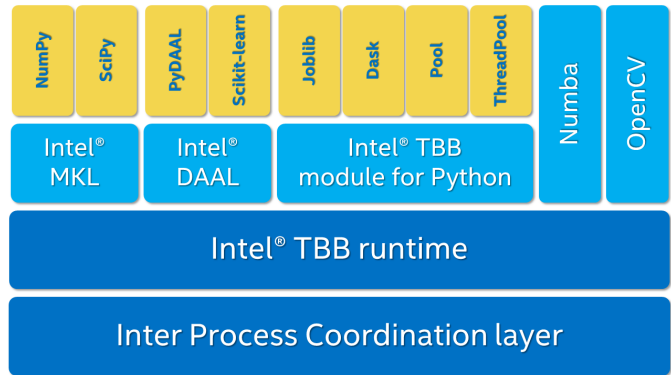 NumPy
SciPy
PyDAAL
Scikit-learn
Joblib
Dask
Pool
ThreadPool
Numba
OpenCV
Intel® MKL
Intel® DAAL
Intel® TBB
module for Python
Intel® TBB runtime
Inter Process Coordination layer